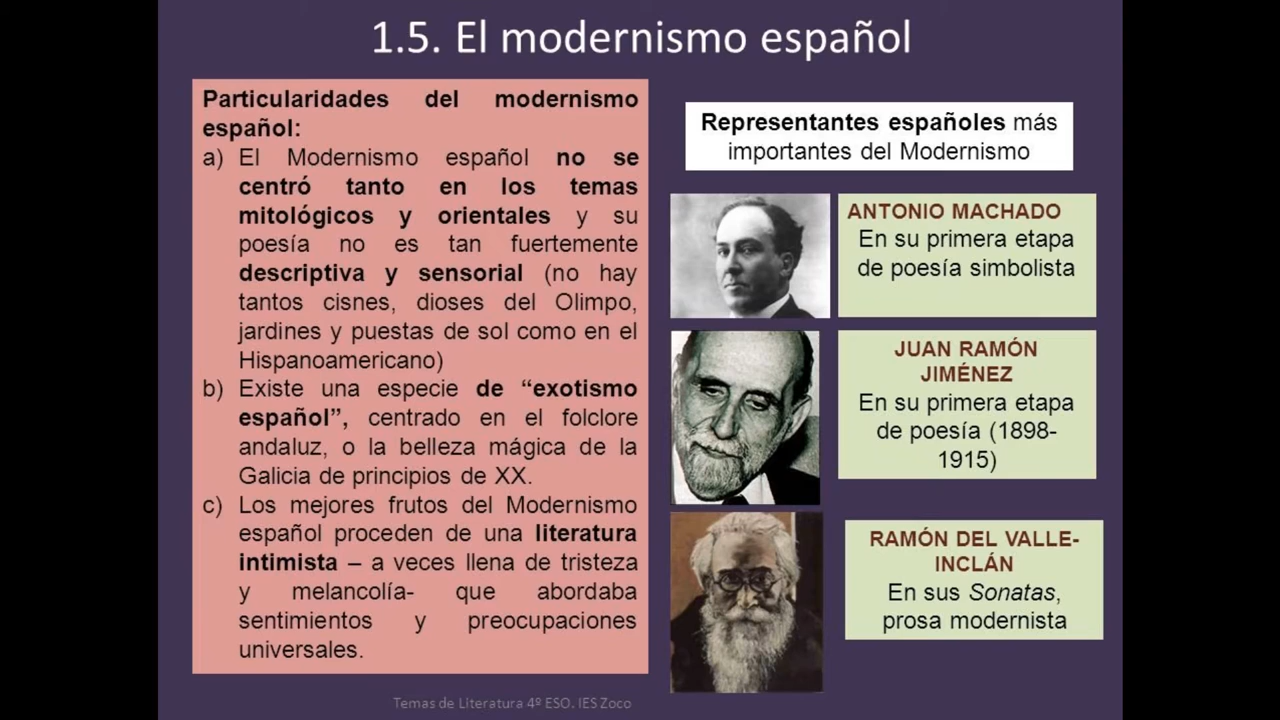 1.5. El modernismo español
Particularidades del modernismo
español:
a) El Modernismo español no se
centró tanto en los temas
mitológicos y orientales y su
poesía no es tan fuertemente
descriptiva y sensorial (no hay
tantos cisnes, dioses del Olimpo,
jardines y puestas de sol como en el
Hispanoamericano)
b) Existe una especie de “exotismo
español”, centrado en el folclore
andaluz, o la belleza mágica de la
Galicia de principios de XX.
c) Los mejores frutos del Modernismo
español proceden de una literatura
intimista – a veces llena de tristeza
y melancolía- que abordaba
sentimientos y preocupaciones
universales.
Representantes españoles más
importantes del Modernismo
ANTONIO MACHADO
En su primera etapa
de poesía simbolista
JUAN RAMÓN
JIMÉNEZ
En su primera etapa
de poesía (1898-
1915)
RAMÓN DEL VALLE-
INCLÁN
En sus Sonatas,
prosa modernista
Temas de Literatura 4º ESO. IES Zoco